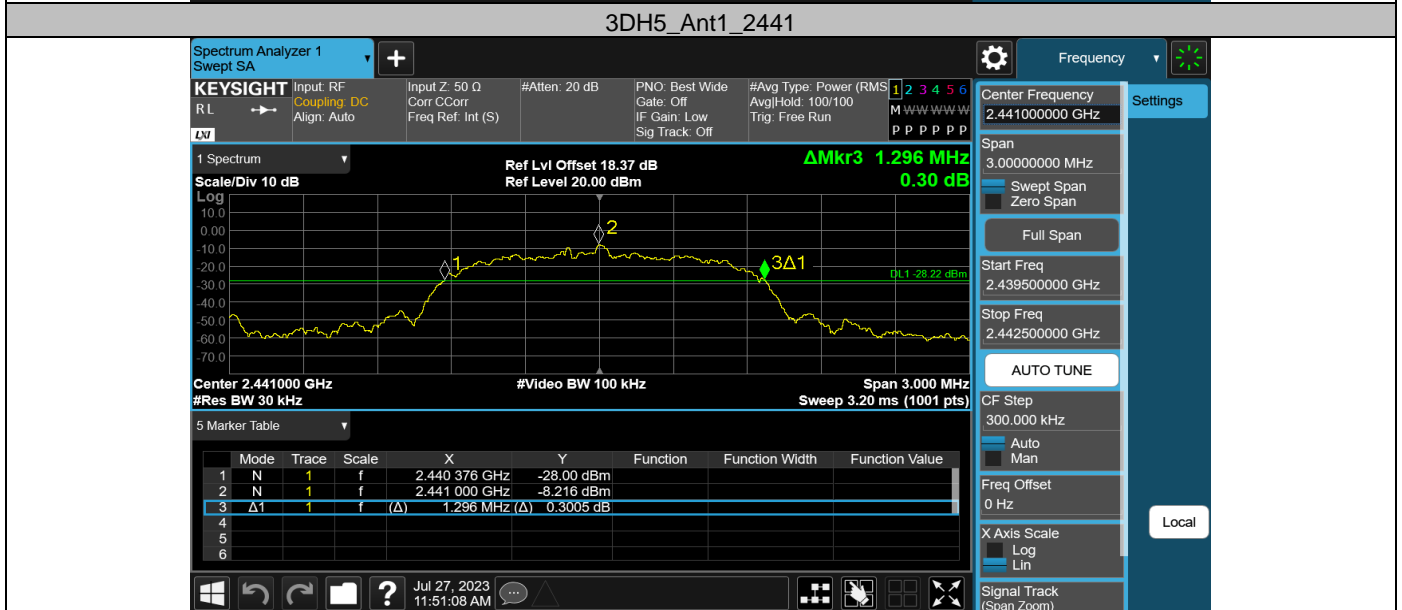 3DH5_Ant1_2441
Spectrum Analyzer 1
Swept SA
+
Frequency
KEYSIGHT
RL
LXI
Input: RF
Coupling: DC
Align: Auto
Input Z: 50 Ω
Corr CCorr
Freq Ref: Int (S)
#Atten: 20 dB
PNO: Best Wide
Gate: Off
IF Gain: Low
Sig Track: Off
#Avg Type: Power (RMS
Avg|Hold: 100/100
Trig: Free Run
1 2 3 4 5 6
M W W W W W
P P P P P P
1 Spectrum
Scale/Div 10 dB
Ref Lvl Offset 18.37 dB
Ref Level 20.00 dBm
ΔMkr3 1.296 MHz
0.30 dB
Log
10.0
0.00
-10.0
-20.0
-30.0
-40.0
-50.0
-60.0
-70.0
1
2
3Δ1
DL1 -28.22 dBm
Center 2.441000 GHz
#Video BW 100 kHz
Span 3.000 MHz
#Res BW 30 kHz
Sweep 3.20 ms (1001 pts)
5 Marker Table
Mode Trace Scale X Y Function Function Width Function Value
1 N 1 f 2.440 376 GHz -28.00 dBm
2 N 1 f 2.441 000 GHz -8.216 dBm
3 Δ1 1 f (Δ) 1.296 MHz (Δ) 0.3005 dB
4
5
6
?
Jul 27, 2023
11:51:08 AM
Center Frequency
2.441000000 GHz
Span
3.00000000 MHz
Swept Span
Zero Span
Full Span
Start Freq
2.439500000 GHz
Stop Freq
2.442500000 GHz
AUTO TUNE
CF Step
300.000 kHz
Auto
Man
Freq Offset
0 Hz
X Axis Scale
Log
Lin
Signal Track
(Span Zoom)
Settings
Local